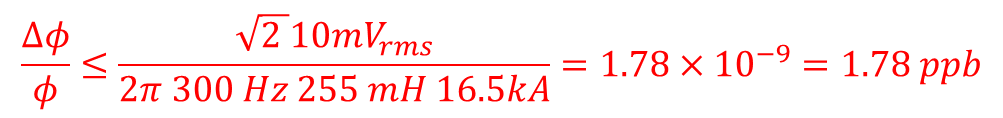 Δϕ/ϕ ≤ √2 10mV_rms / 2π 300 Hz 255 mH 16.5kA = 1.78 × 10⁻⁹ = 1.78 ppb